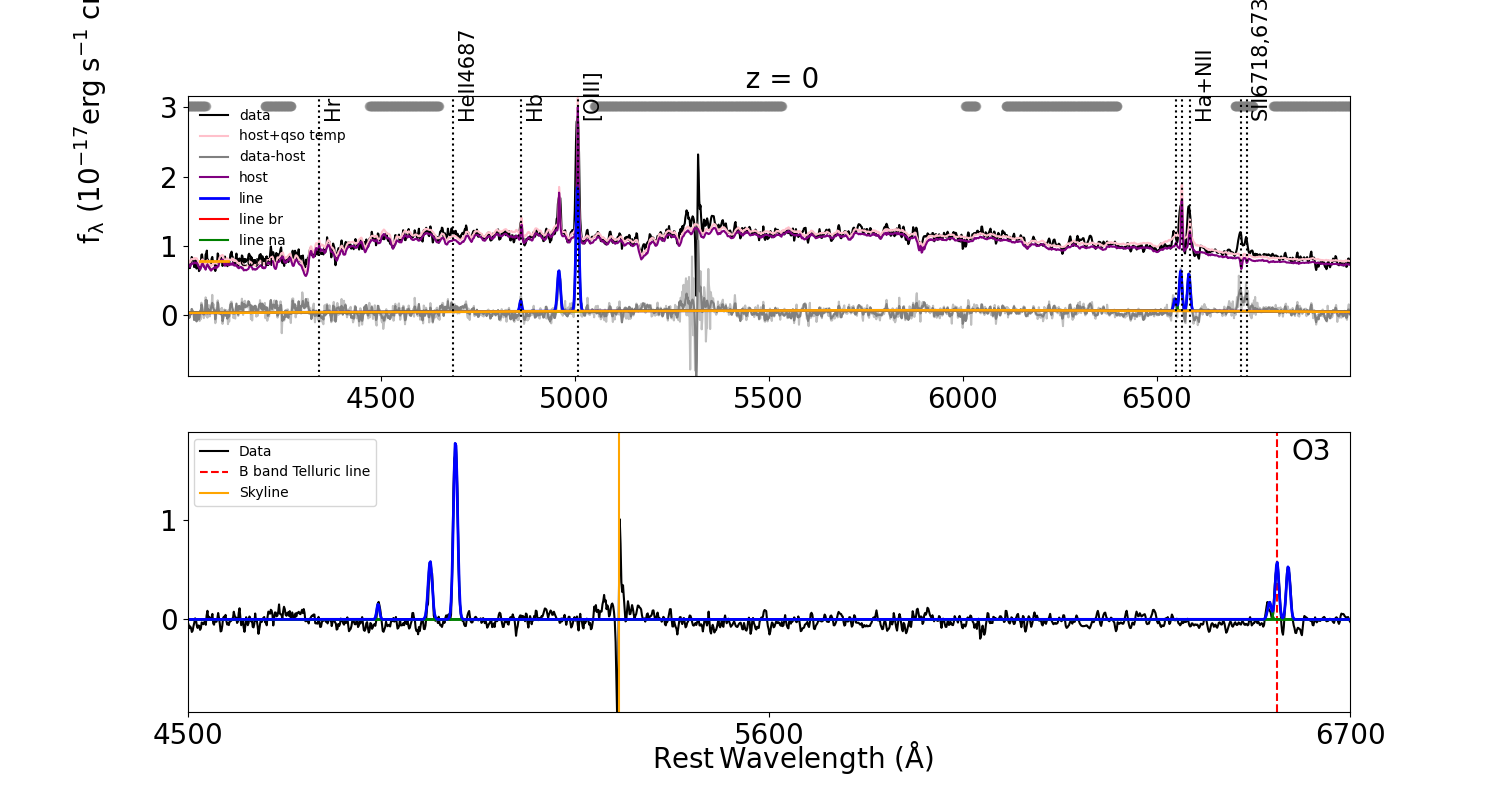 z = 0
f_λ (10^−17 erg s^−1 c
Hr
HeII4687
Hb
[OIII]
Ha+NII
SII6718,673
3
2
1
0
data
host+qso temp
data-host
host
line
line br
line na
4500
5000
5500
6000
6500
O3
1
0
Data
B band Telluric line
Skyline
4500
5600
6700
Rest Wavelength (Å)